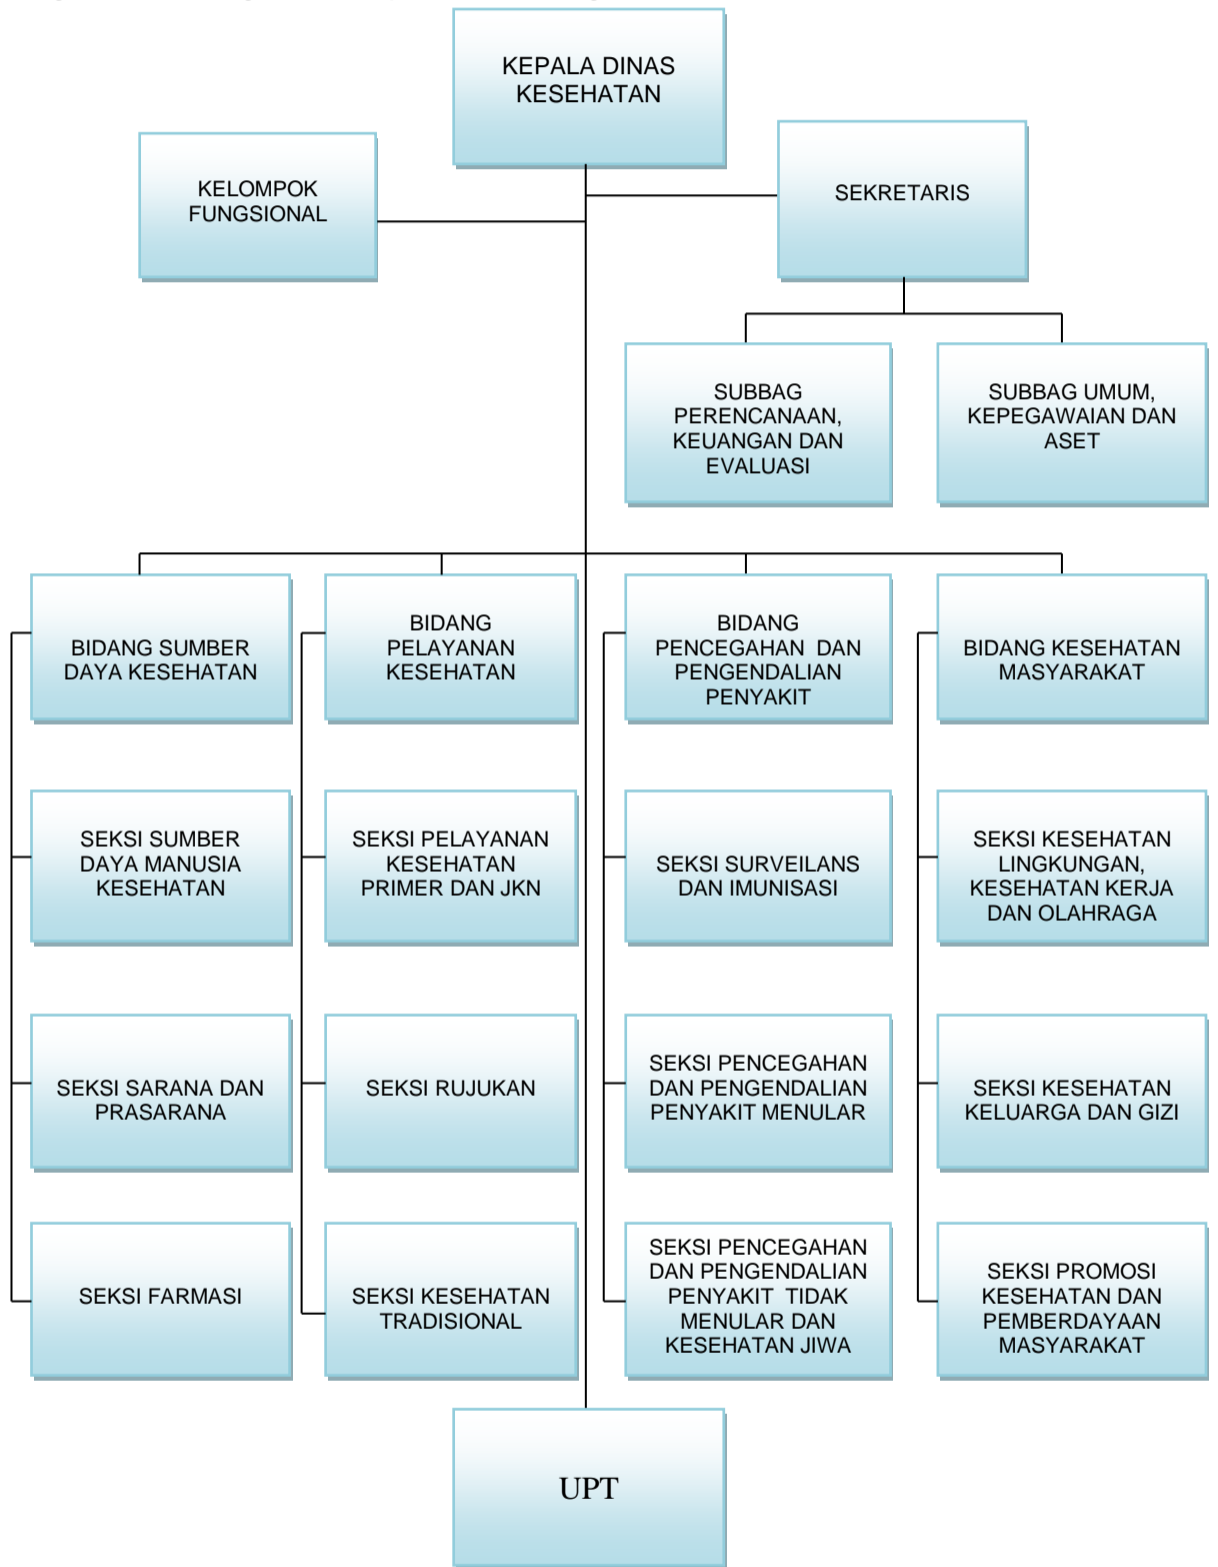 KEPALA DINAS
KESEHATAN
KELOMPOK
FUNGSIONAL
SEKRETARIS
SUBBAG
PERENCANAAN,
KEUANGAN DAN
EVALUASI
SUBBAG UMUM,
KEPEGAWAIAN DAN
ASET
BIDANG SUMBER
DAYA KESEHATAN
BIDANG
PELAYANAN
KESEHATAN
BIDANG
PENCEGAHAN DAN
PENGENDALIAN
PENYAKIT
BIDANG KESEHATAN
MASYARAKAT
SEKSI SUMBER
DAYA MANUSIA
KESEHATAN
SEKSI PELAYANAN
KESEHATAN
PRIMER DAN JKN
SEKSI SURVEILANS
DAN IMUNISASI
SEKSI KESEHATAN
LINGKUNGAN,
KESEHATAN KERJA
DAN OLAHRAGA
SEKSI SARANA DAN
PRASARANA
SEKSI RUJUKAN
SEKSI PENCEGAHAN
DAN PENGENDALIAN
PENYAKIT MENULAR
SEKSI KESEHATAN
KELUARGA DAN GIZI
SEKSI FARMASI
SEKSI KESEHATAN
TRADISIONAL
SEKSI PENCEGAHAN
DAN PENGENDALIAN
PENYAKIT TIDAK
MENULAR DAN
KESEHATAN JIWA
SEKSI PROMOSI
KESEHATAN DAN
PEMBERDAYAAN
MASYARAKAT
UPT